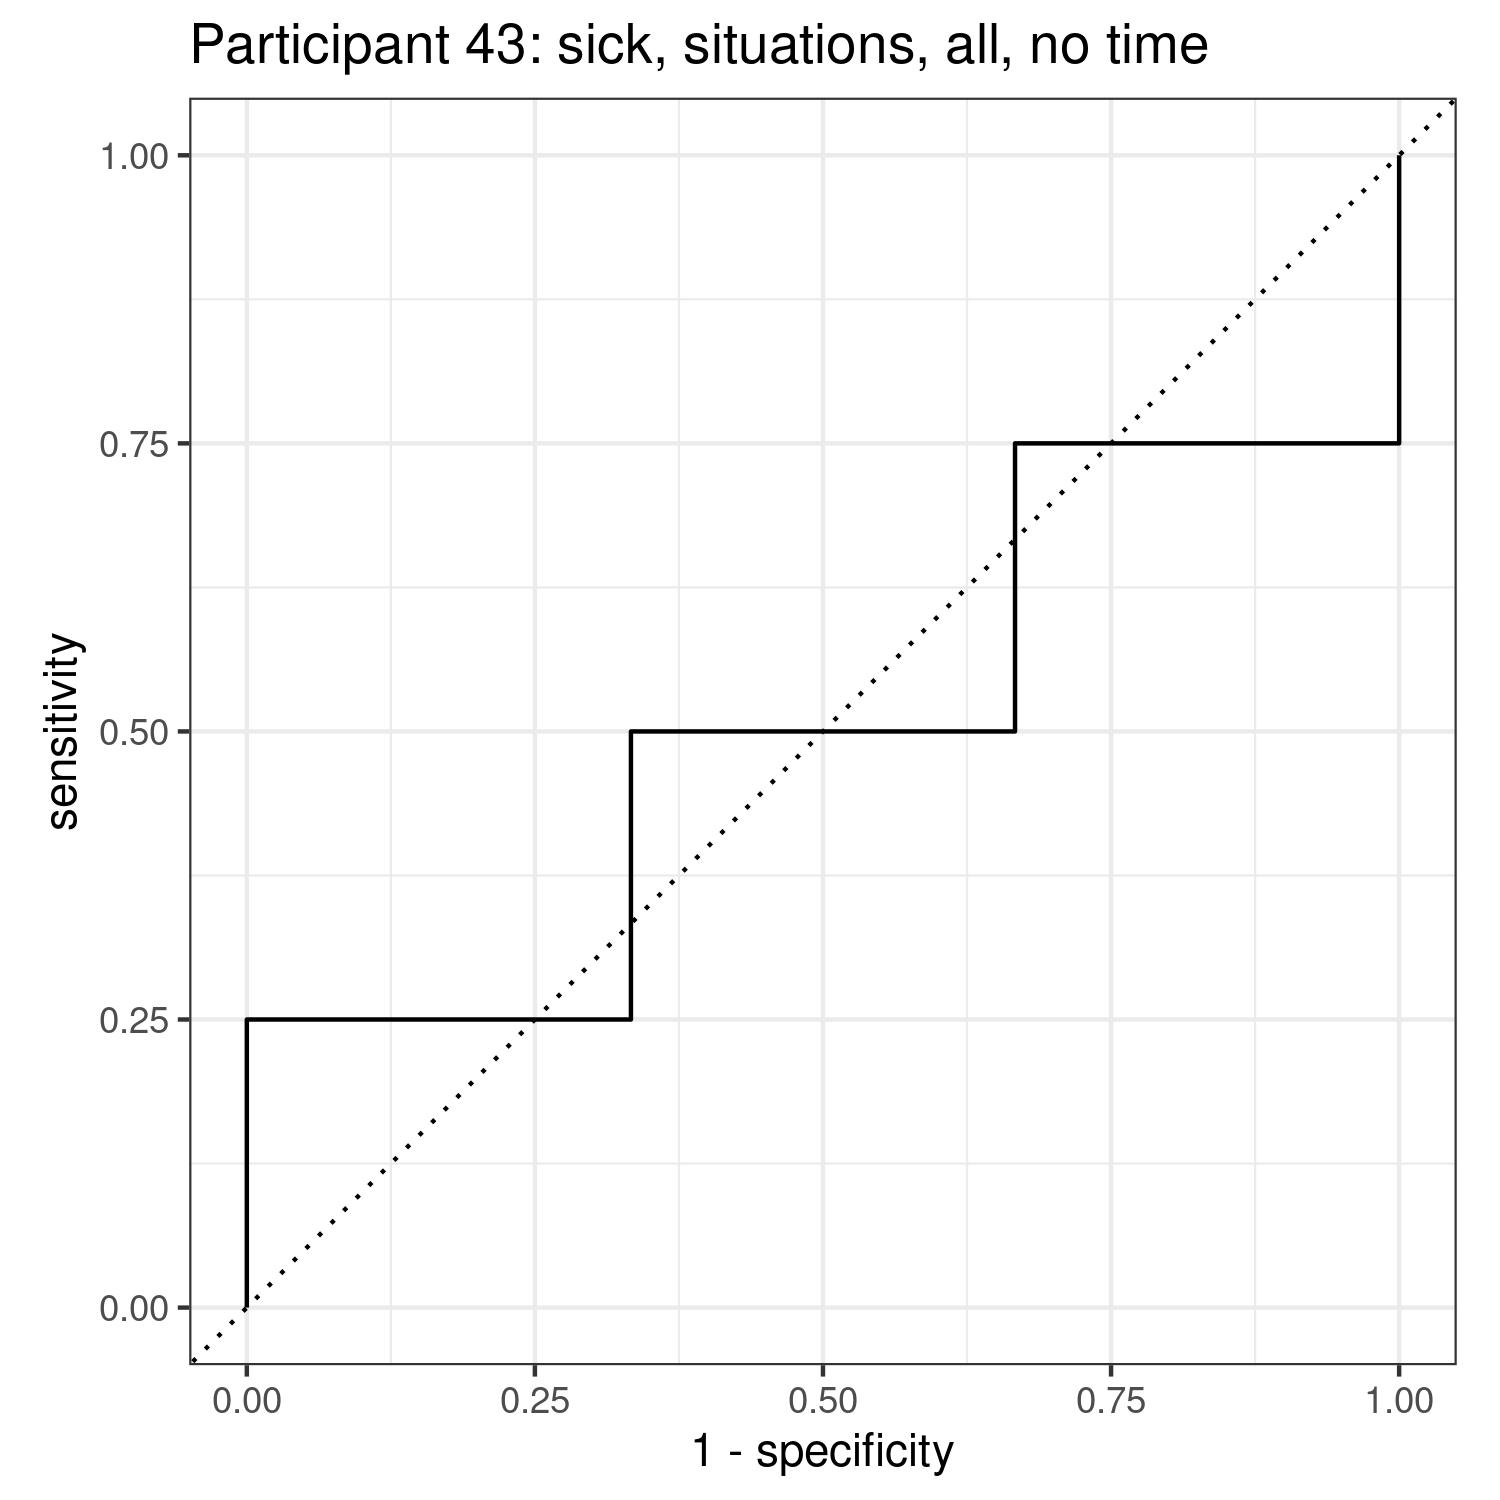 Participant 43: sick, situations, all, no time
1.00
0.75
0.50
0.25
0.00
sensitivity
0.00 0.25 0.50 0.75 1.00
1 - specificity